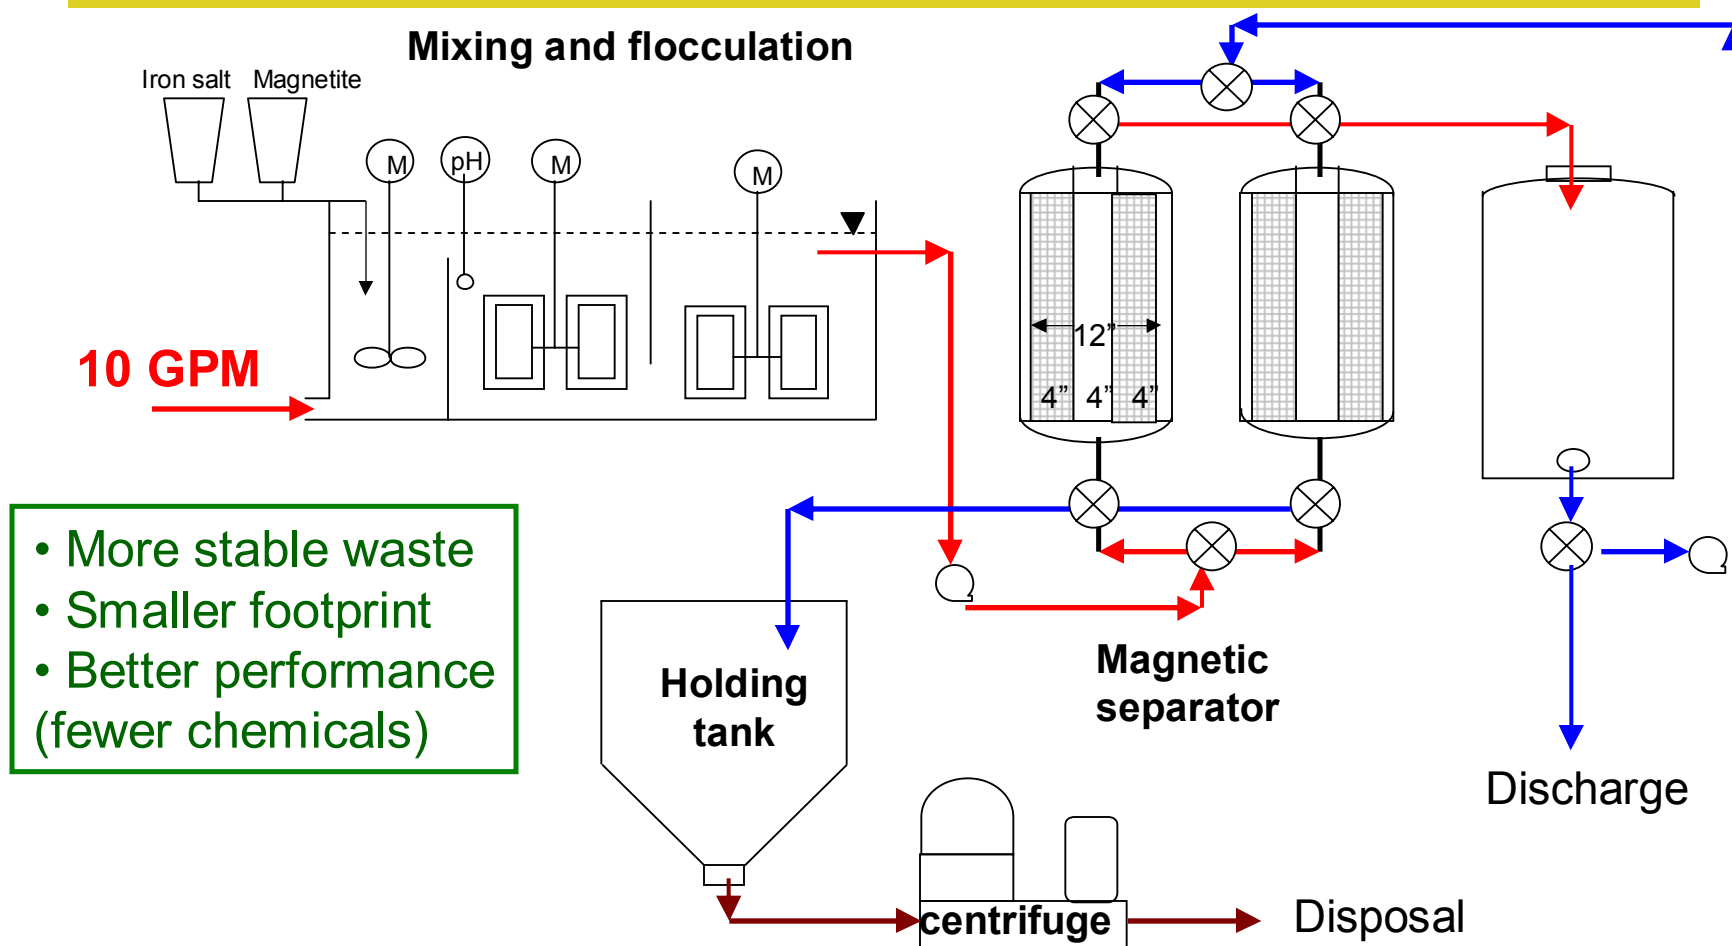 Mixing and flocculation
Iron salt
Magnetite
M
pH
M
M
10 GPM
12”
4”
4”
4”
• More stable waste
• Smaller footprint
• Better performance
(fewer chemicals)
Holding
tank
Magnetic
separator
Discharge
centrifuge
Disposal